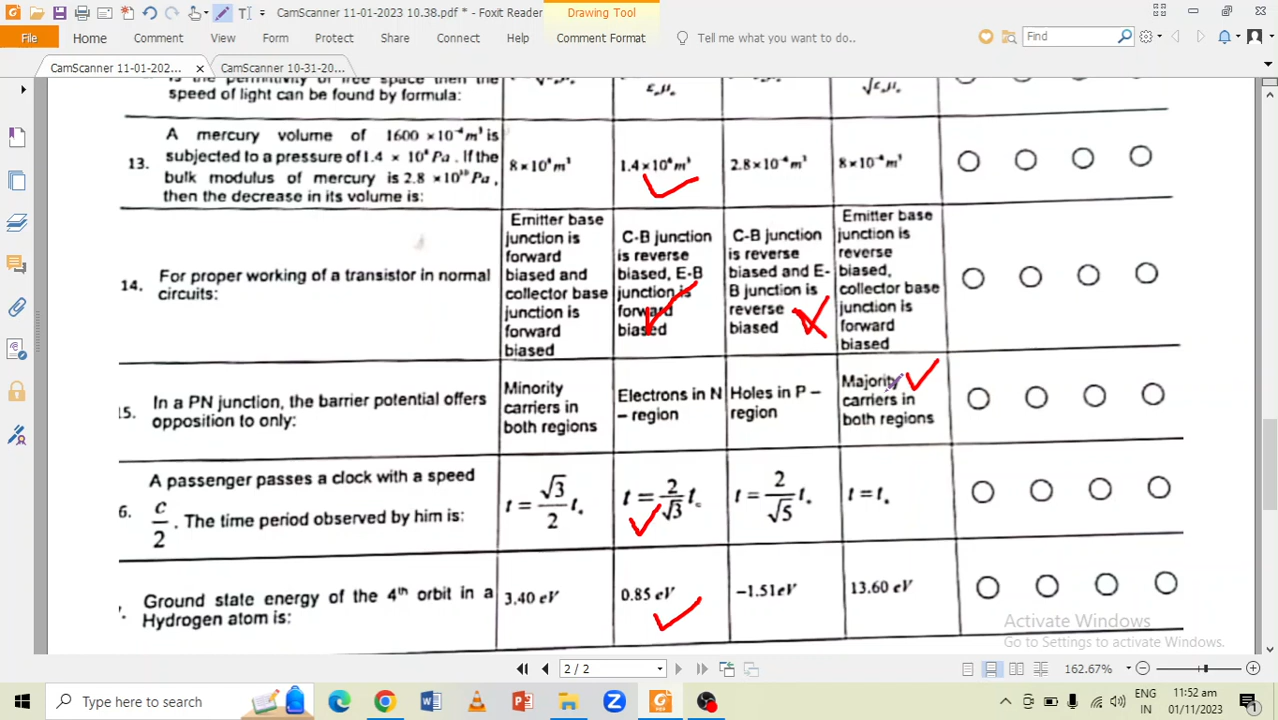 CamScanner 11-01-2023 10.38.pdf * - Foxit Reader
Drawing Tool
File Home Comment View Form Protect Share Connect Help Comment Format Tell me what you want to do.. Find
CamScanner 11-01-202... × CamScanner 10-31-20...
is the permittivity of free space then the
speed of light can be found by formula:
ε˳μ˳
√ε˳μ˳
13. A mercury volume of 1600 ×10⁻⁴m³ is
subjected to a pressure of 1.4 × 10⁶ Pa. If the
bulk modulus of mercury is 2.8 ×10¹⁰ Pa,
then the decrease in its volume is:
8×10⁶m³
1.4×10⁶m³
2.8×10⁻⁶m³
8×10⁻⁶m³
14. For proper working of a transistor in normal
circuits:
Emitter base
junction is
forward
biased and
collector base
junction is
forward
biased
C-B junction
is reverse
biased, E-B
junction is
forward
biased
C-B junction
is reverse
biased and E-
B junction is
reverse
biased
Emitter base
junction is
reverse
biased,
collector base
junction is
forward
biased
15. In a PN junction, the barrier potential offers
opposition to only:
Minority
carriers in
both regions
Electrons in N
– region
Holes in P –
region
Majority
carriers in
both regions
6. A passenger passes a clock with a speed
c/2 . The time period observed by him is:
t = √3/2 t˳
t = 2/√3 t˳
t = 2/√5 t˳
t = t˳
Ground state energy of the 4ᵗʰ orbit in a
Hydrogen atom is:
3.40 eV
0.85 eV
−1.51eV
13.60 eV
Activate Windows
Go to Settings to activate Windows.
2 / 2
162.67%
Type here to search
ENG
IN
11:52 am
01/11/2023
1